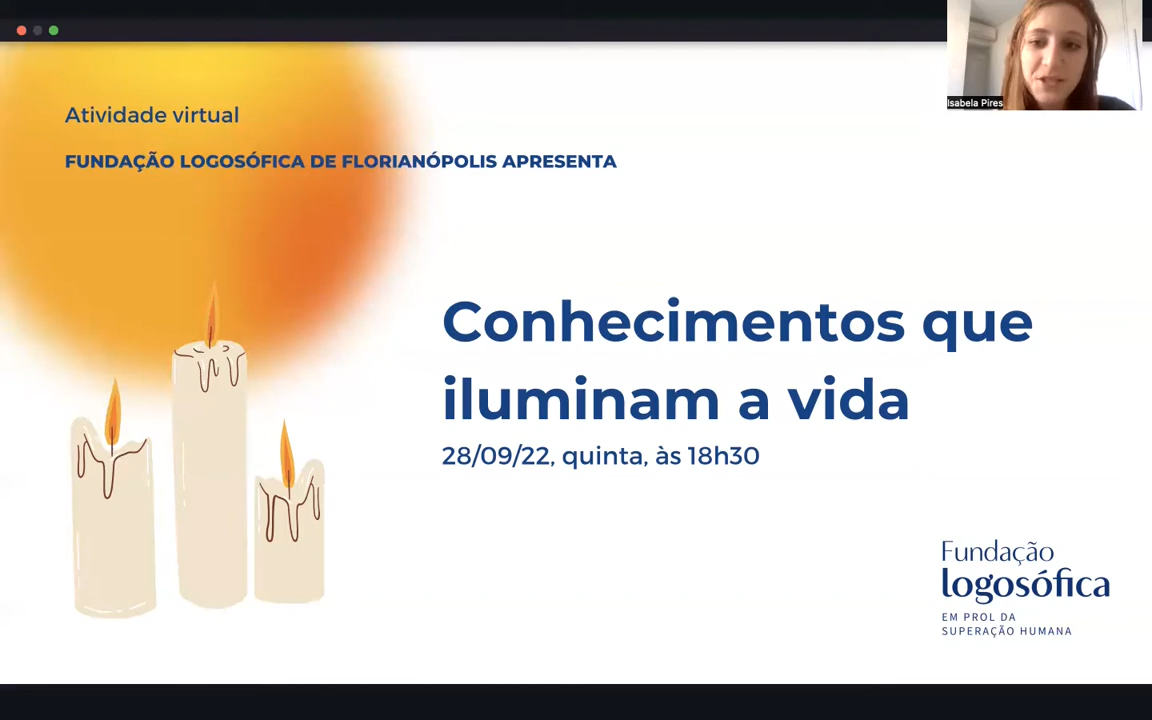 Isabela Pires
Atividade virtual
FUNDAÇÃO LOGOSÓFICA DE FLORIANÓPOLIS APRESENTA
Conhecimentos que
iluminam a vida
28/09/22, quinta, às 18h30
Fundação
logosófica
EM PROL DA
SUPERAÇÃO HUMANA